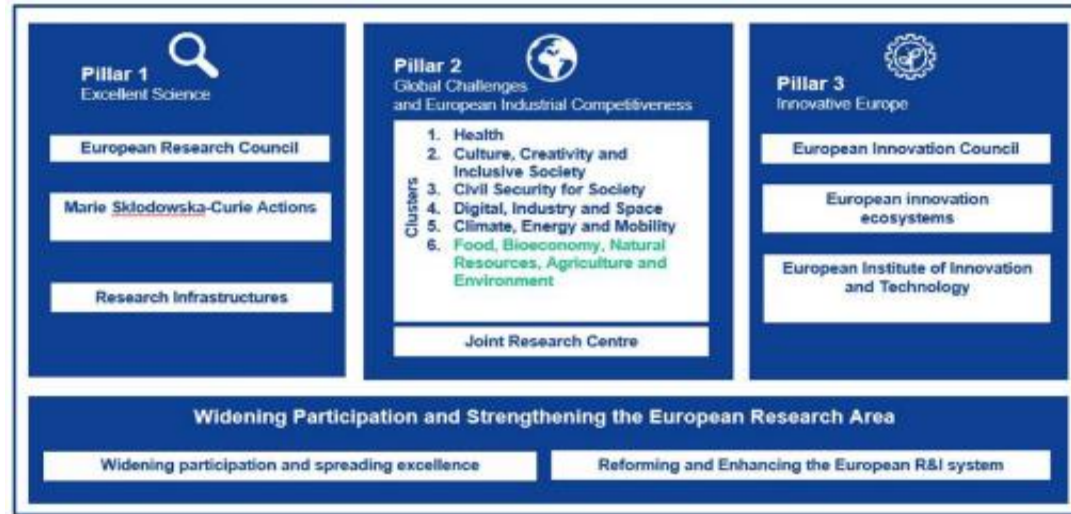 Pillar 1
Excellent Science
European Research Council
Marie Sklodowska-Curie Actions
Research Infrastructures
Pillar 2
Global Challenges
and European Industrial Competitiveness
Clusters
1. Health
2. Culture, Creativity and
Inclusive Society
3. Civil Security for Society
4. Digital, Industry and Space
5. Climate, Energy and Mobility
6. Food, Bioeconomy, Natural
Resources, Agriculture and
Environment
Joint Research Centre
Pillar 3
Innovative Europe
European Innovation Council
European innovation
ecosystems
European Institute of Innovation
and Technology
Widening Participation and Strengthening the European Research Area
Widening participation and spreading excellence
Reforming and Enhancing the European R&I system